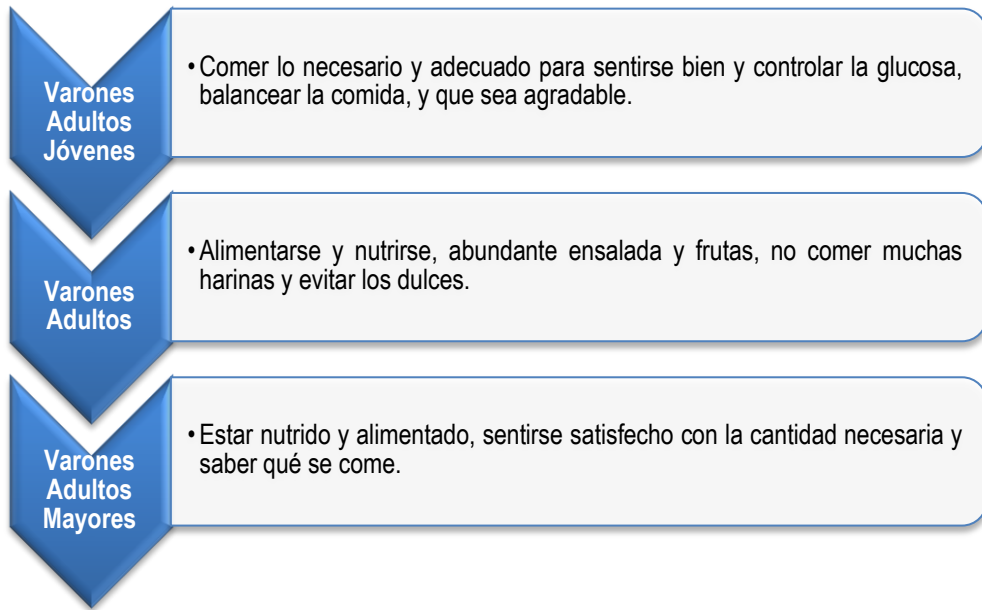 Varones
Adultos
Jóvenes
• Comer lo necesario y adecuado para sentirse bien y controlar la glucosa,
balancear la comida, y que sea agradable.
Varones
Adultos
• Alimentarse y nutrirse, abundante ensalada y frutas, no comer muchas
harinas y evitar los dulces.
Varones
Adultos
Mayores
• Estar nutrido y alimentado, sentirse satisfecho con la cantidad necesaria y
saber qué se come.